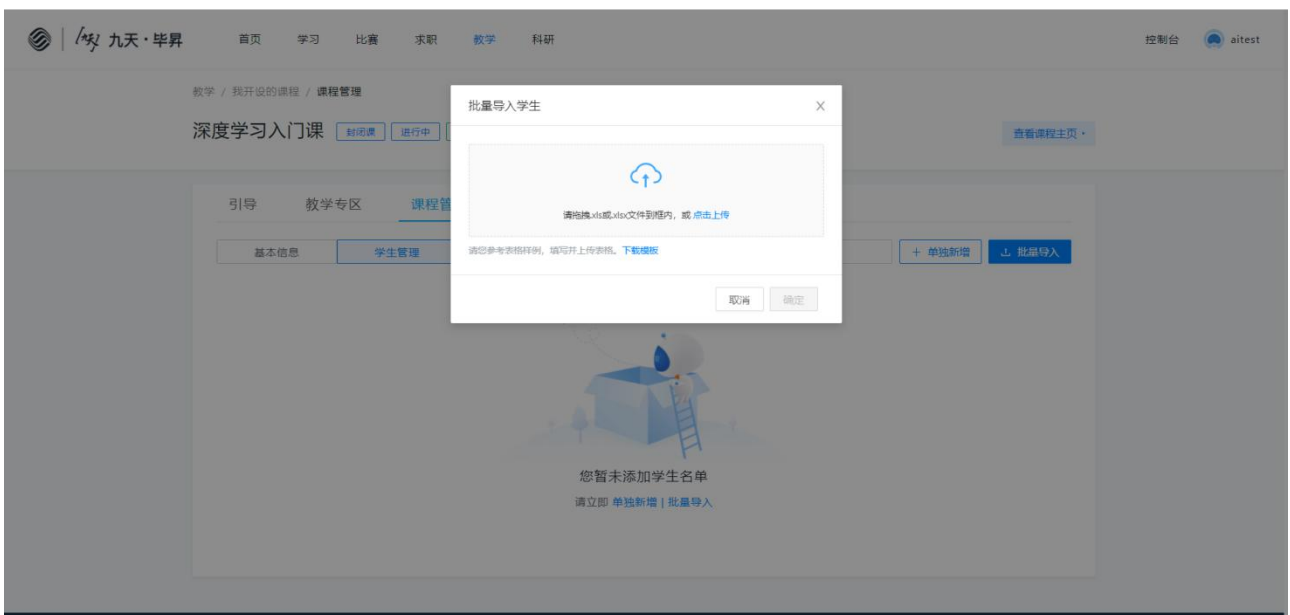 九天·毕昇 首页 学习 比赛 求职 教学 科研 控制台 aitest
教学 / 我开设的课程 / 课程管理
批量导入学生 X
深度学习入门课 封闭课 进行中 查看课程主页
请拖拽.xls或.xlsx文件到框内，或 点击上传
引导 教学专区 课程管
基本信息 学生管理 + 单独新增 批量导入
请您参考表格样例，填写并上传表格。下载模板
取消 确定
您暂未添加学生名单
请立即 单独新增 | 批量导入